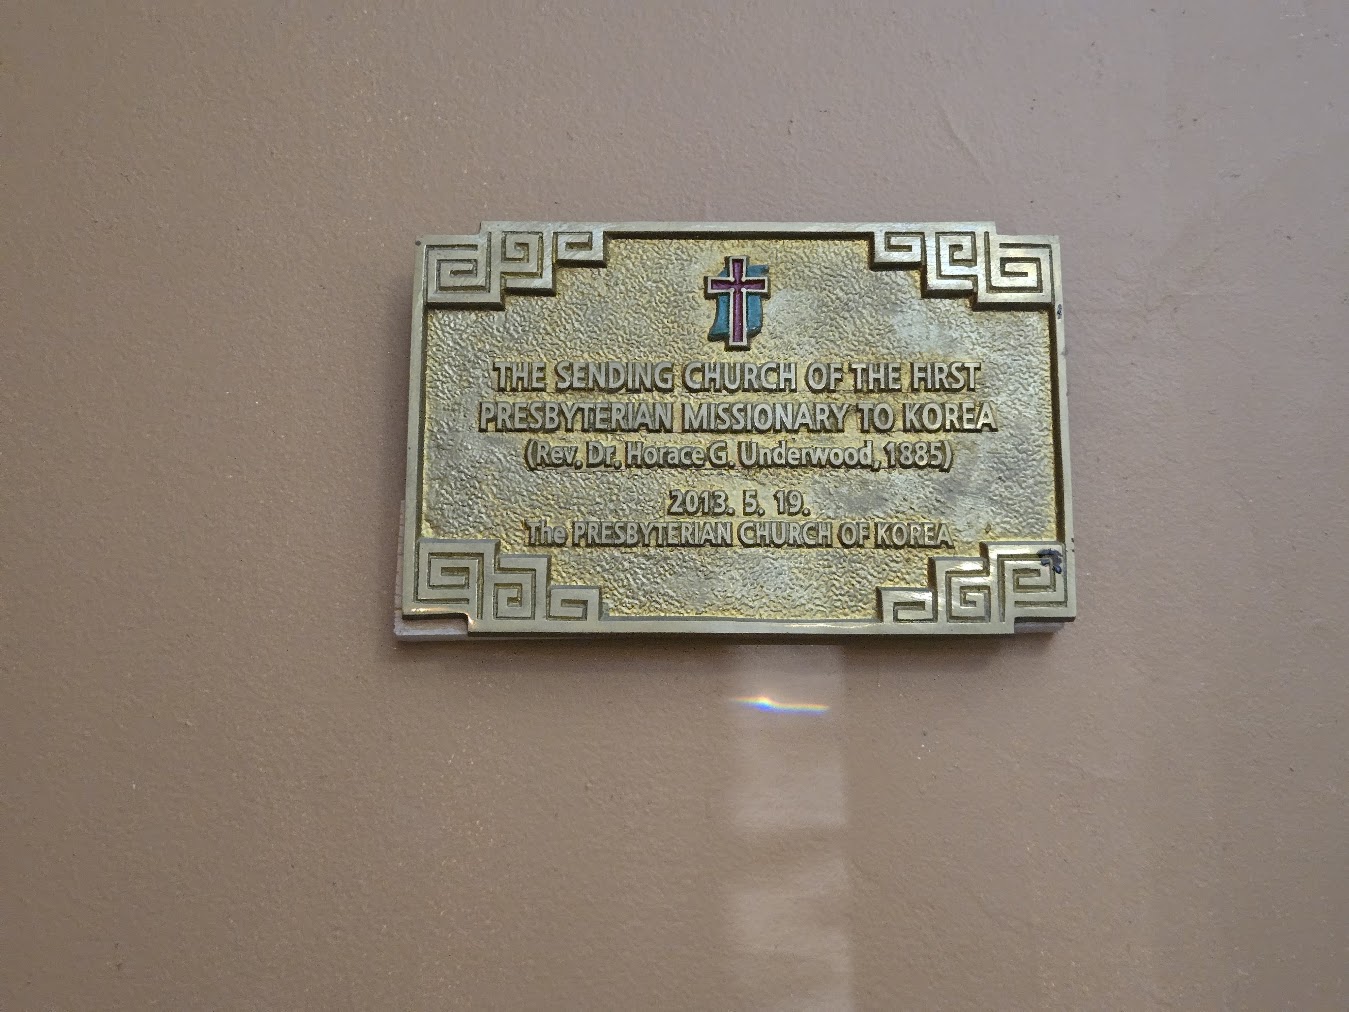 THE SENDING CHURCH OF THE FIRST
PRESBYTERIAN MISSIONARY TO KOREA
(Rev. Dr. Horace G. Underwood, 1885)
2013. 5. 19.
The PRESBYTERIAN CHURCH OF KOREA